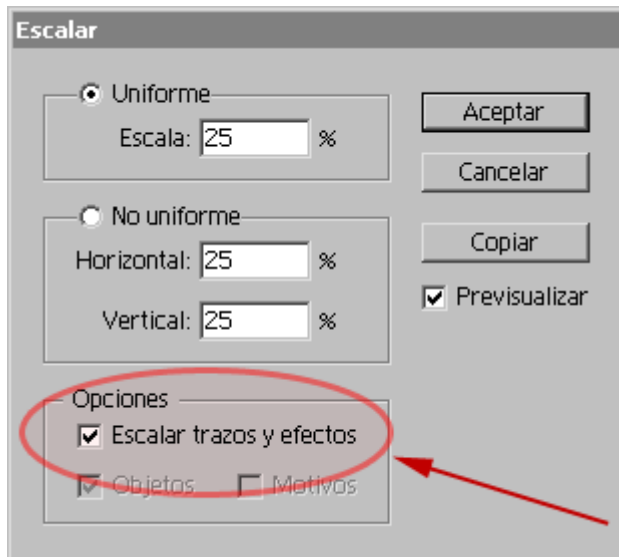 Escalar
Uniforme
Escala: 25 %
No uniforme
Horizontal: 25 %
Vertical: 25 %
Opciones
Escalar trazos y efectos
Objetos Motivos
Aceptar
Cancelar
Copiar
Previsualizar